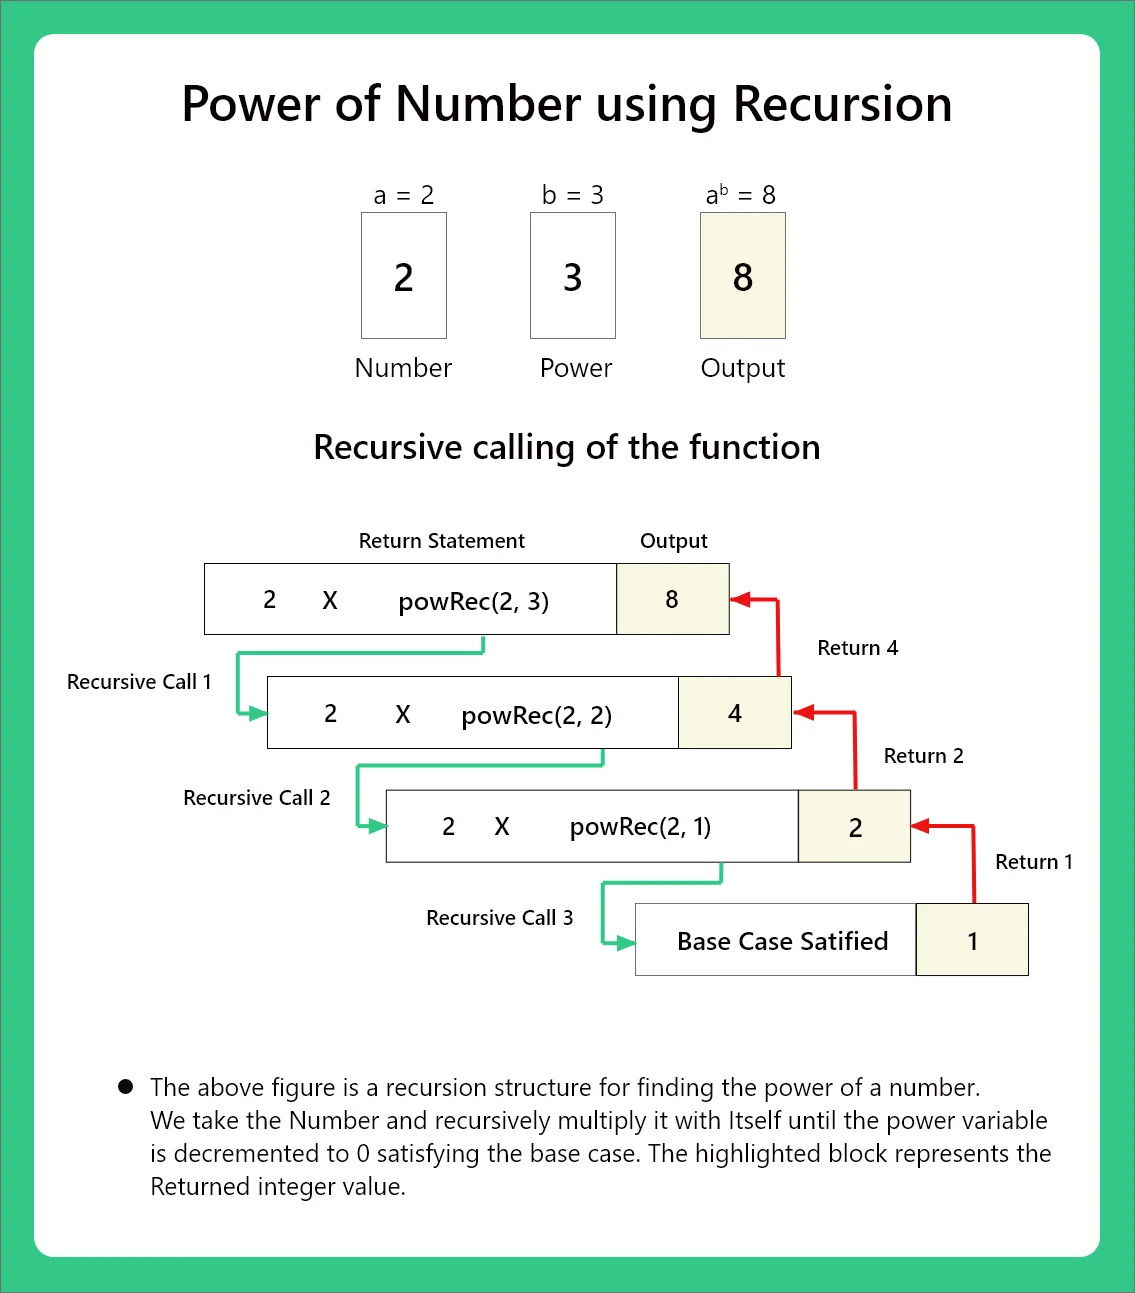 Power of Number using Recursion
a = 2 b = 3 aᵇ = 8
2 3 8
Number Power Output
Recursive calling of the function
Return Statement Output
2 X powRec(2, 3) 8
Return 4
Recursive Call 1
2 X powRec(2, 2) 4
Return 2
Recursive Call 2
2 X powRec(2, 1) 2
Return 1
Recursive Call 3
Base Case Satified 1
● The above figure is a recursion structure for finding the power of a number.
We take the Number and recursively multiply it with Itself until the power variable
is decremented to 0 satisfying the base case. The highlighted block represents the
Returned integer value.